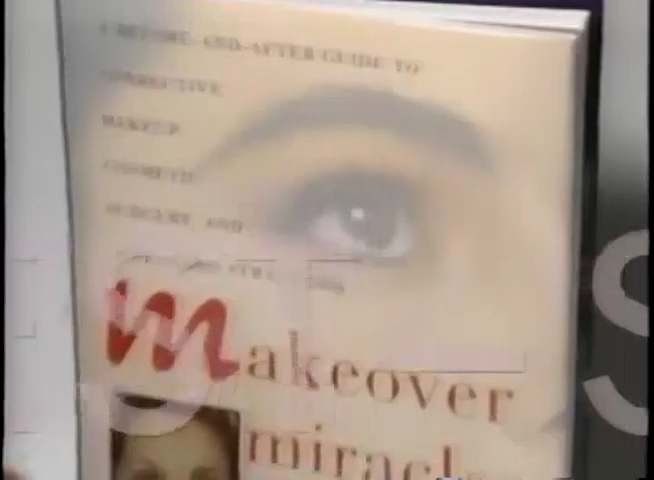 A BEFORE-AND-AFTER GUIDE TO
CORRECTIVE
MAKEUP
COSMETIC
SURGERY AND
makeover